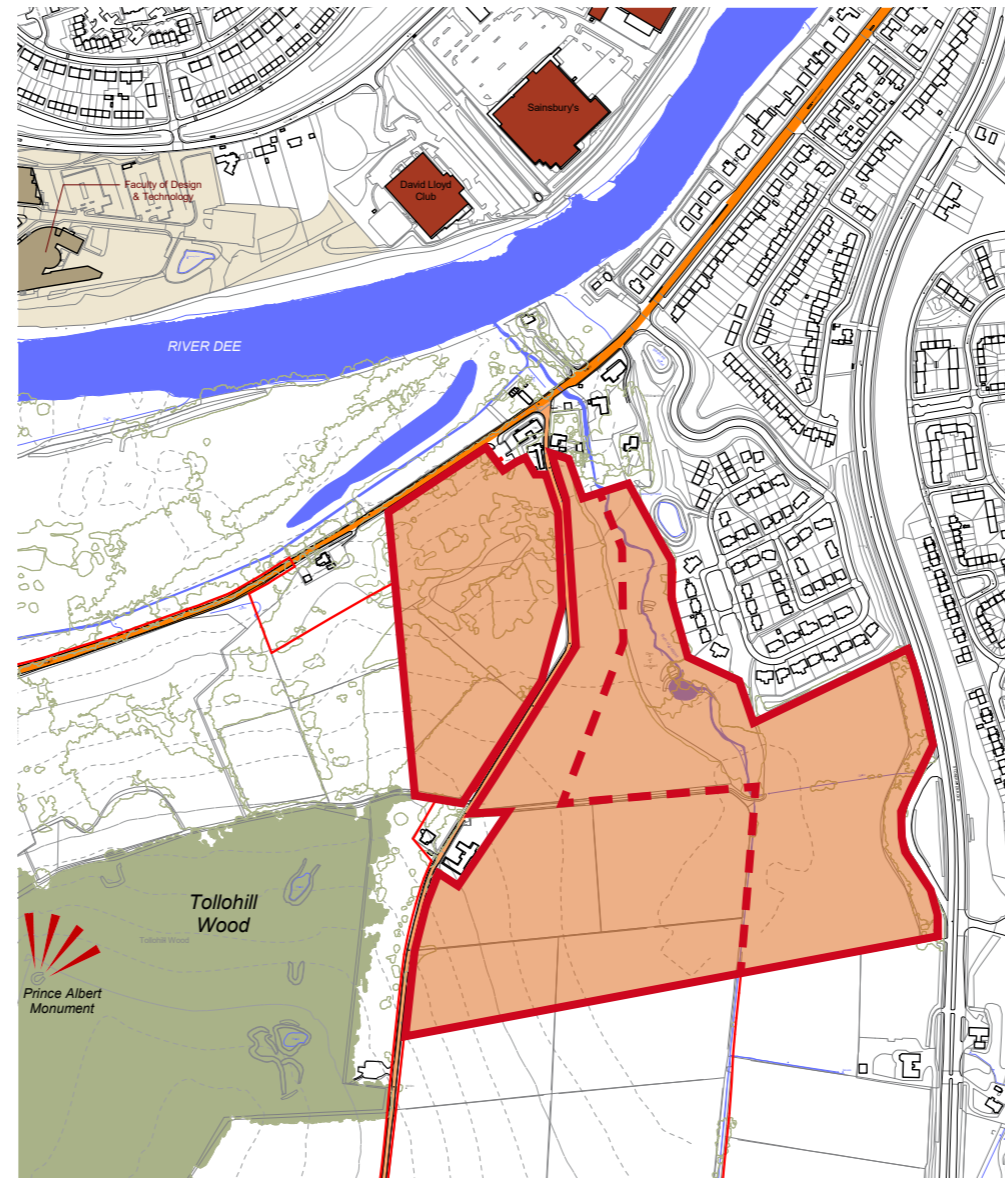 Sainsbury's
Faculty of Design
& Technology
David Lloyd
Club
RIVER DEE
Tollohill
Wood
Tollohill Wood
Prince Albert
Monument